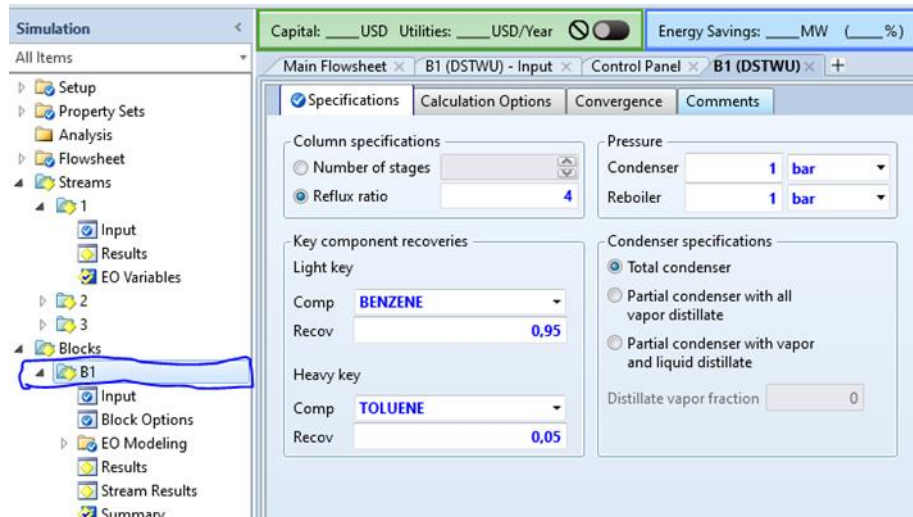 Simulation <
All Items
Setup
Property Sets
Analysis
Flowsheet
Streams
1
Input
Results
EO Variables
2
3
Blocks
B1
Input
Block Options
EO Modeling
Results
Stream Results
Summary
Capital: ____USD Utilities: ____USD/Year
Energy Savings: ____MW (____%)
Main Flowsheet × B1 (DSTWU) - Input × Control Panel × B1 (DSTWU) × +
Specifications Calculation Options Convergence Comments
Column specifications
Number of stages
Reflux ratio 4
Pressure
Condenser 1 bar
Reboiler 1 bar
Key component recoveries
Light key
Comp BENZENE
Recov 0,95
Heavy key
Comp TOLUENE
Recov 0,05
Condenser specifications
Total condenser
Partial condenser with all
vapor distillate
Partial condenser with vapor
and liquid distillate
Distillate vapor fraction 0